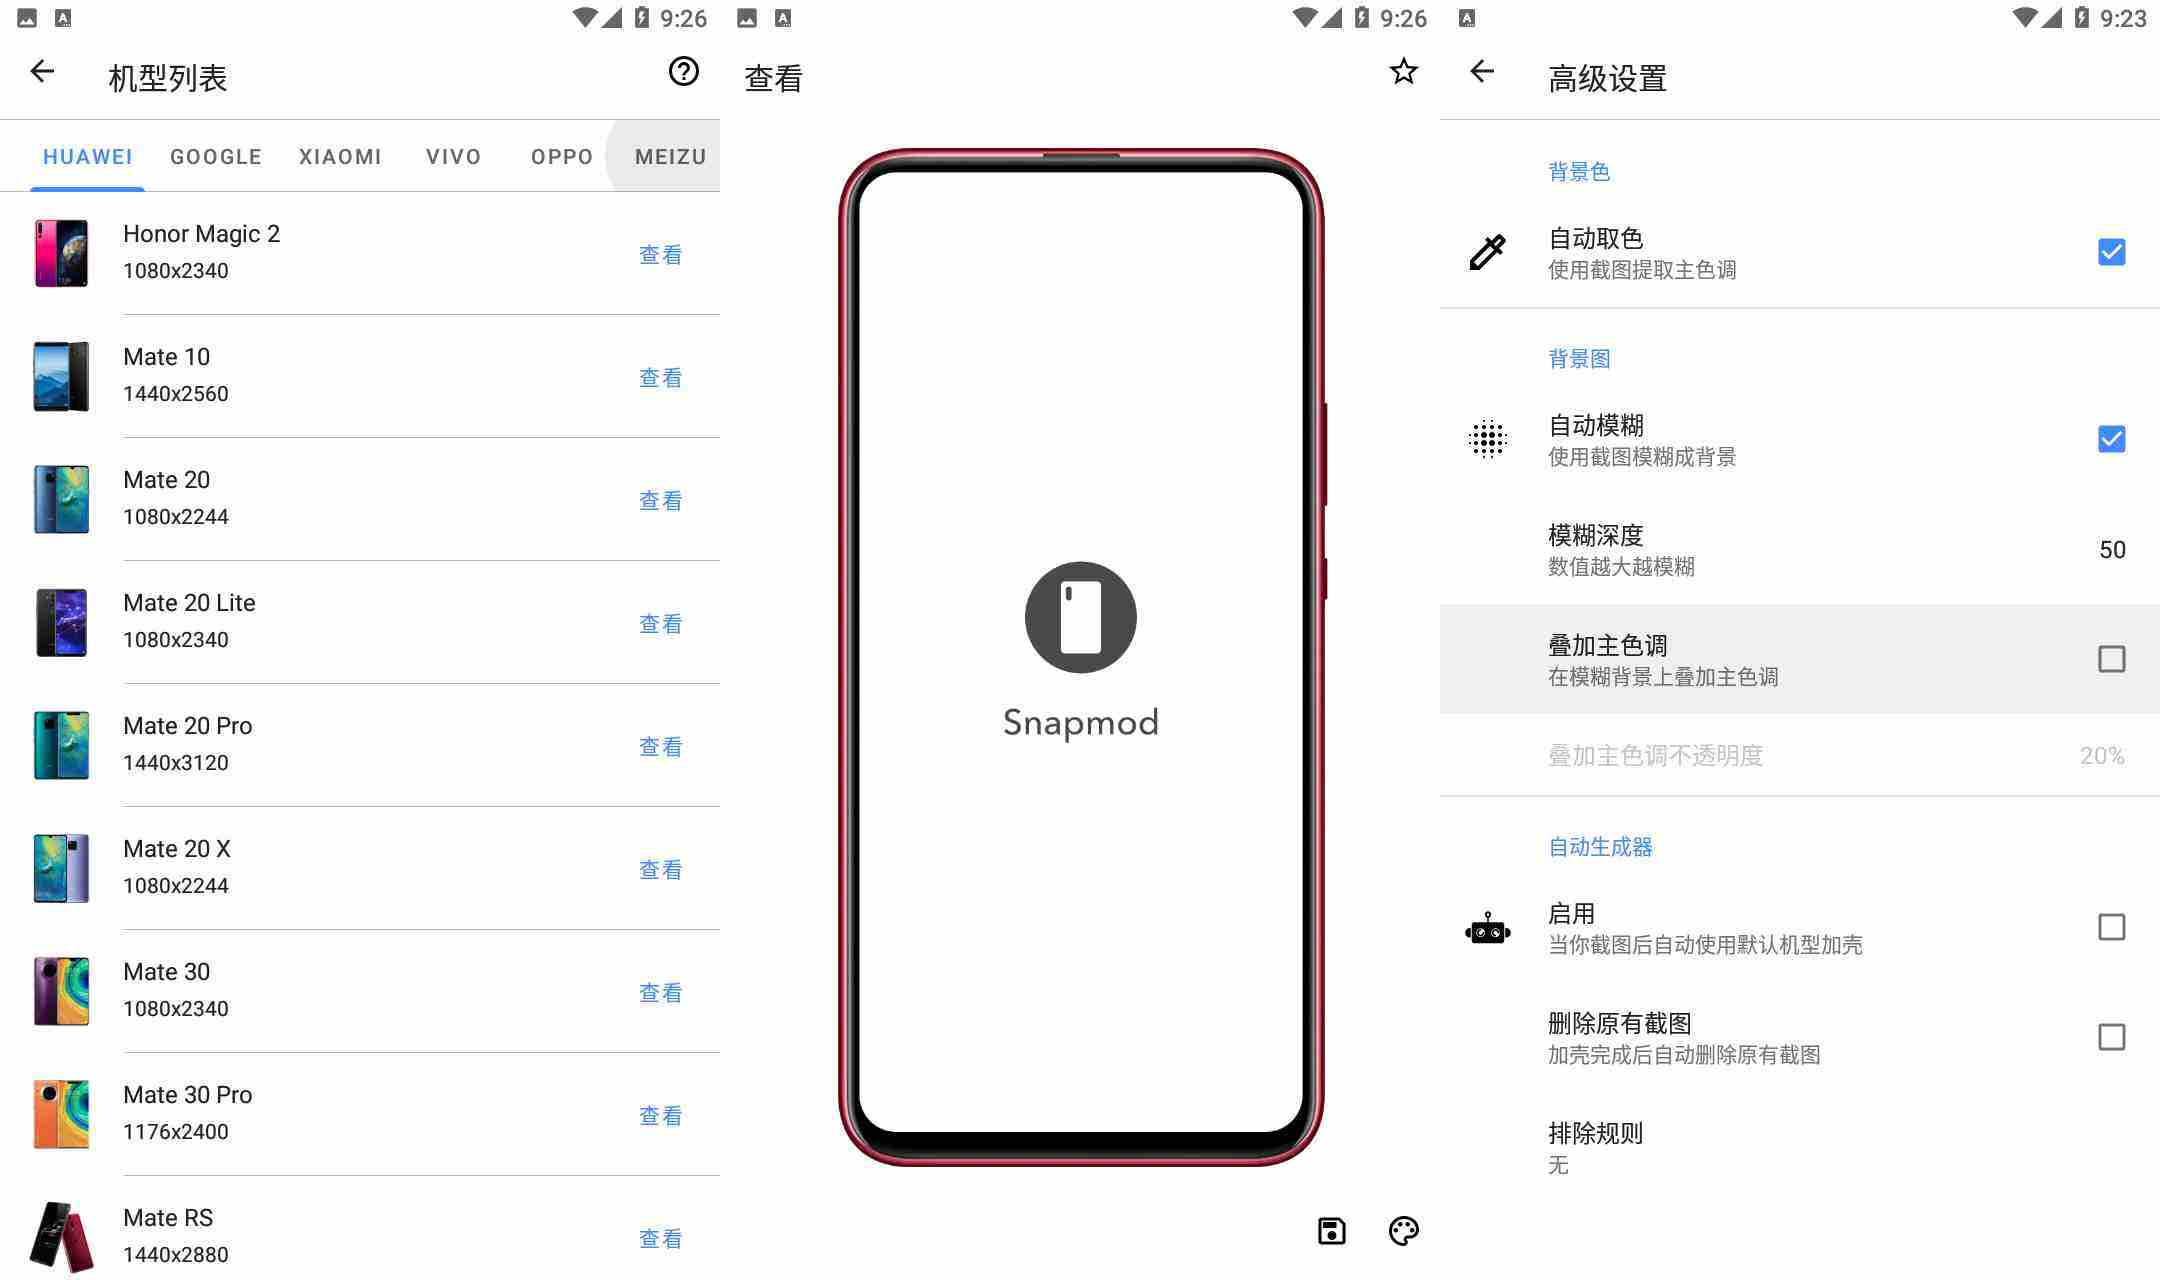 9:26
机型列表
HUAWEI GOOGLE XIAOMI VIVO OPPO MEIZU
Honor Magic 2
1080x2340
查看
Mate 10
1440x2560
查看
Mate 20
1080x2244
查看
Mate 20 Lite
1080x2340
查看
Mate 20 Pro
1440x3120
查看
Mate 20 X
1080x2244
查看
Mate 30
1080x2340
查看
Mate 30 Pro
1176x2400
查看
Mate RS
1440x2880
查看
9:26
查看
Snapmod
9:23
高级设置
背景色
自动取色
使用截图提取主色调
背景图
自动模糊
使用截图模糊成背景
模糊深度
数值越大越模糊
50
叠加主色调
在模糊背景上叠加主色调
叠加主色调不透明度
20%
自动生成器
启用
当你截图后自动使用默认机型加壳
删除原有截图
加壳完成后自动删除原有截图
排除规则
无